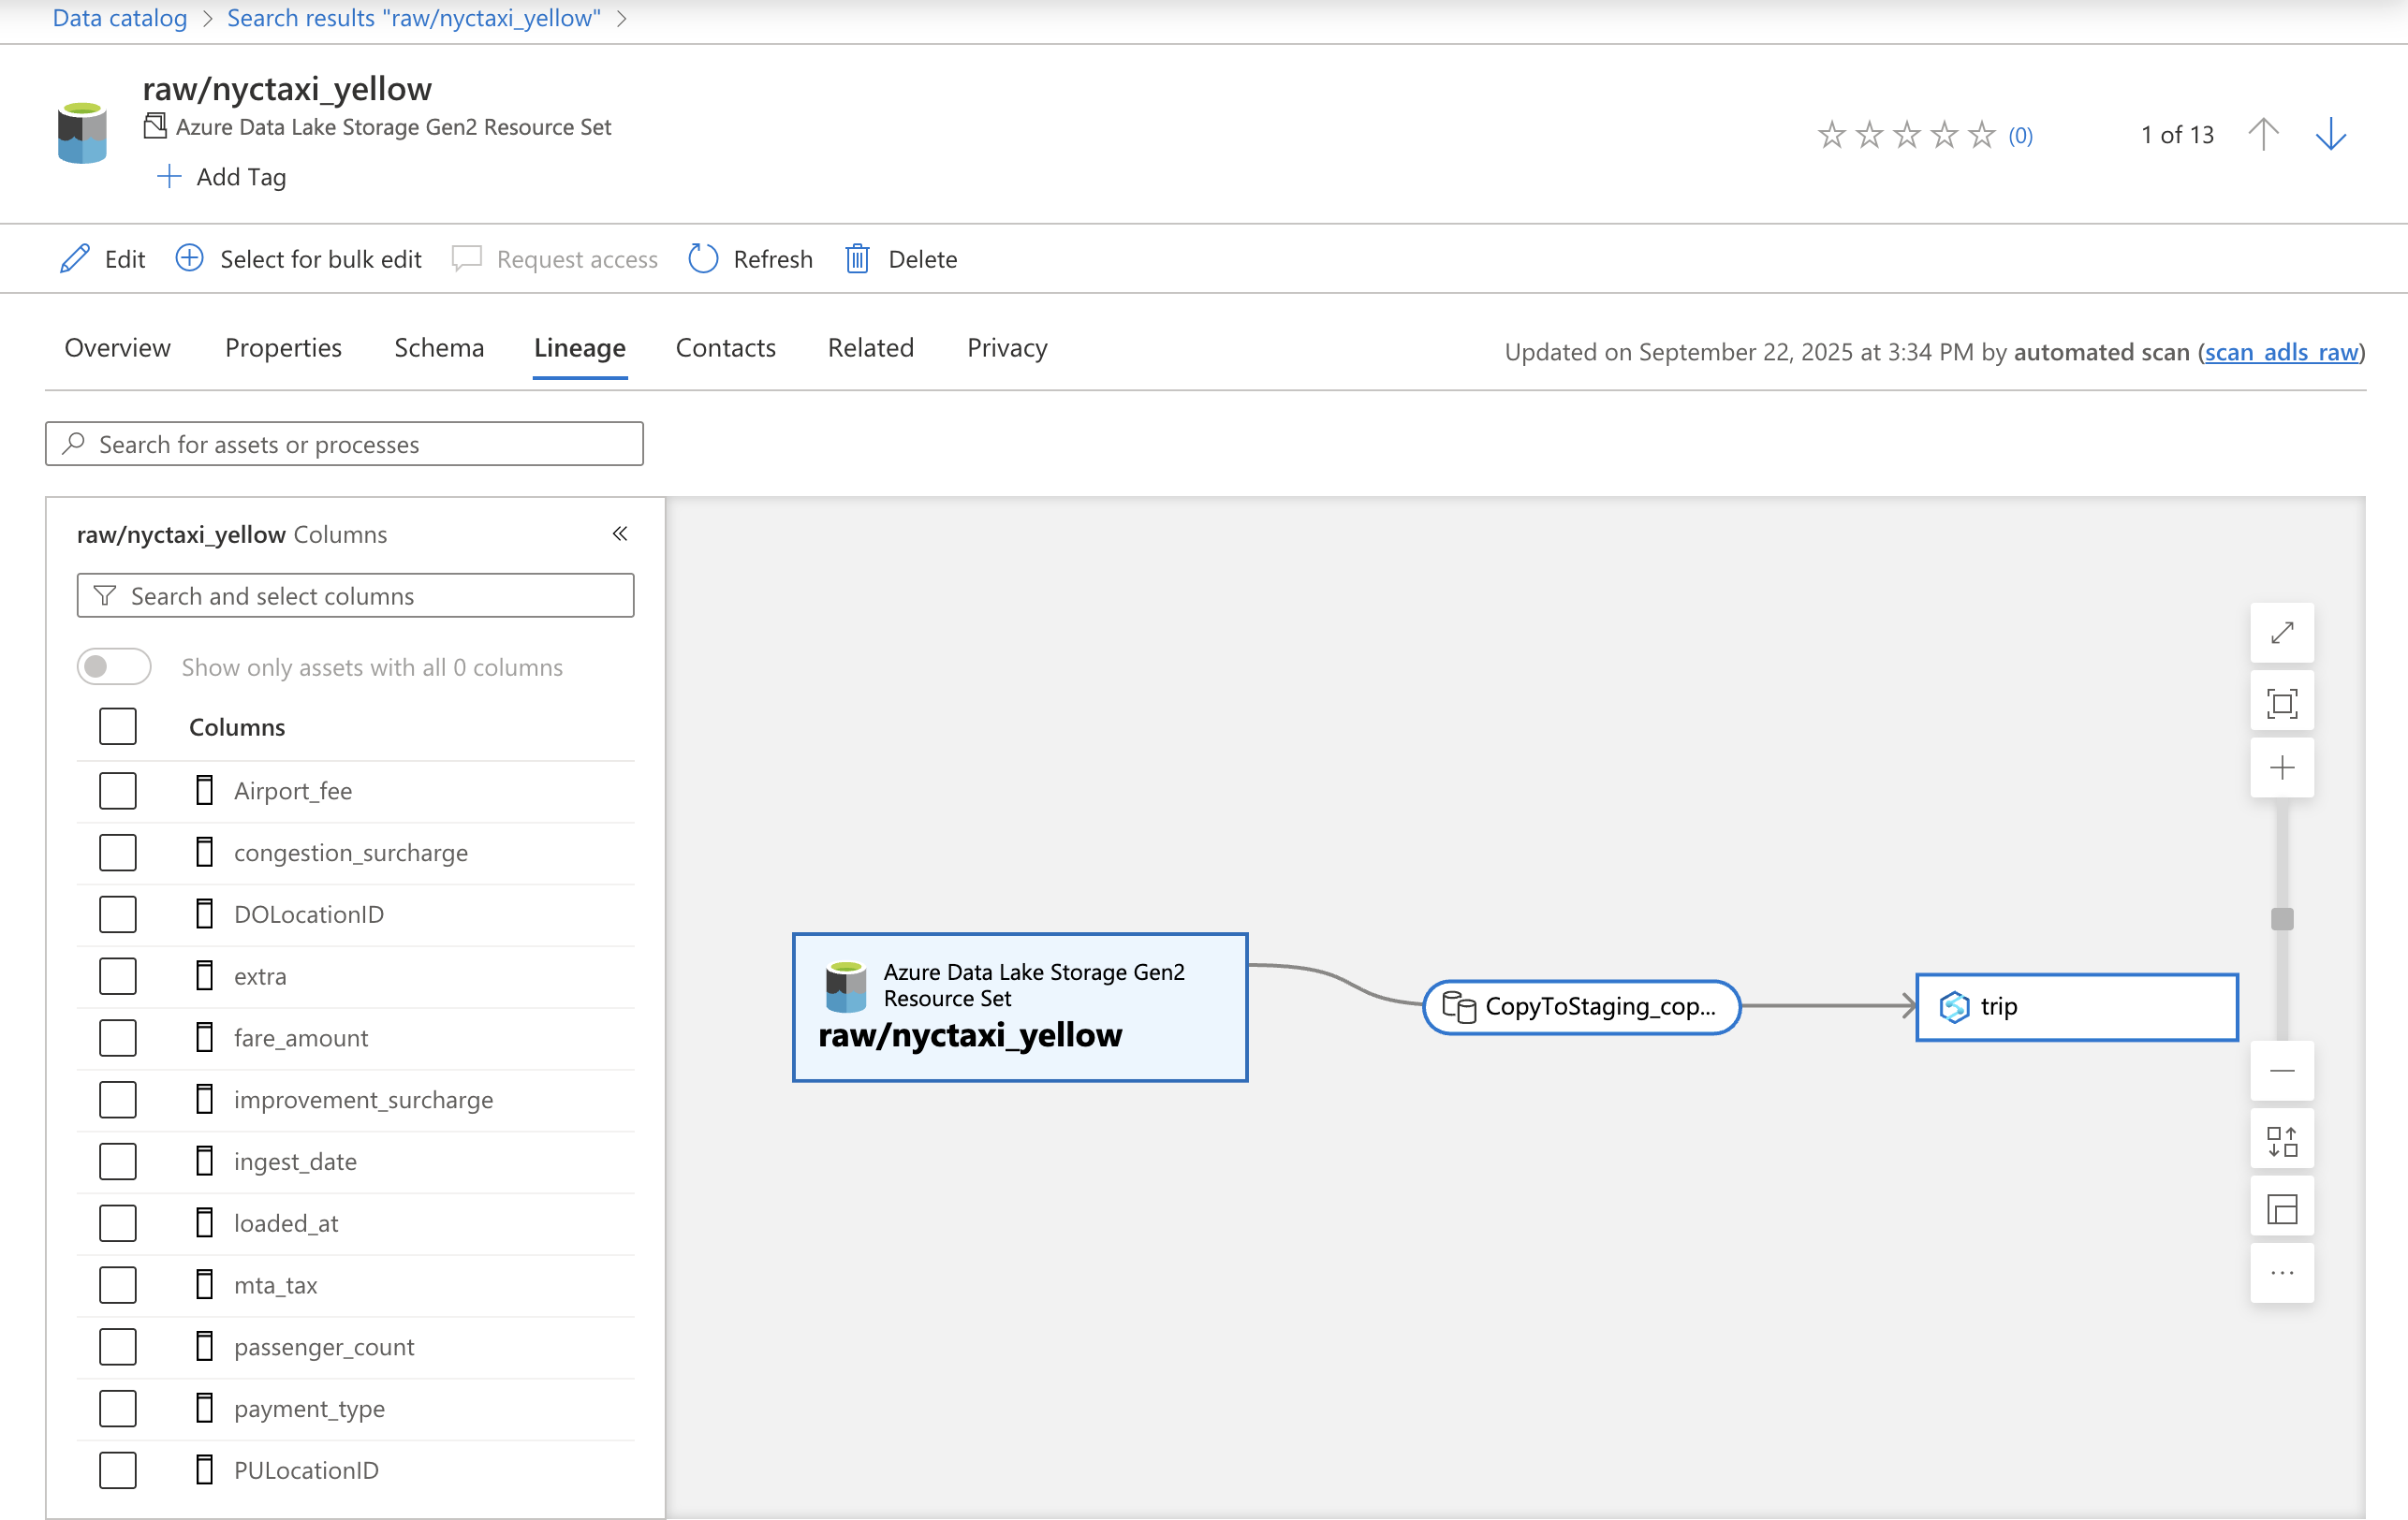 Data catalog > Search results "raw/nyctaxi_yellow" >
raw/nyctaxi_yellow
Azure Data Lake Storage Gen2 Resource Set
Add Tag
(0)
1 of 13
Edit
Select for bulk edit
Request access
Refresh
Delete
Overview
Properties
Schema
Lineage
Contacts
Related
Privacy
Updated on September 22, 2025 at 3:34 PM by automated scan (scan_adls_raw)
Search for assets or processes
raw/nyctaxi_yellow Columns
Search and select columns
Show only assets with all 0 columns
Columns
Airport_fee
congestion_surcharge
DOLocationID
extra
fare_amount
improvement_surcharge
ingest_date
loaded_at
mta_tax
passenger_count
payment_type
PULocationID
Azure Data Lake Storage Gen2
Resource Set
raw/nyctaxi_yellow
CopyToStaging_cop...
trip